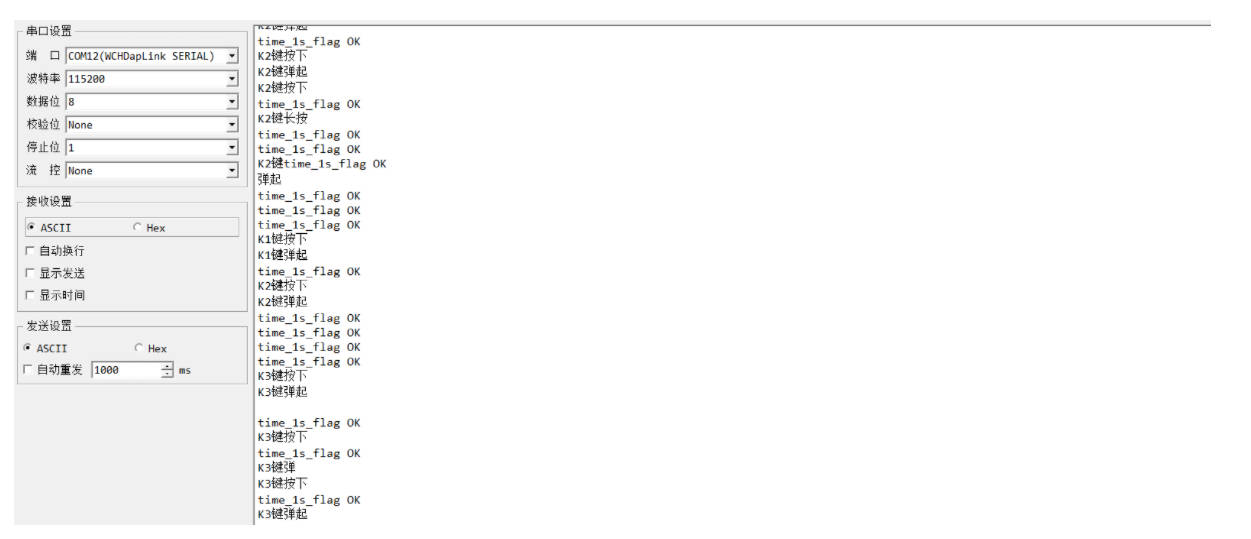 串口设置
端 口 COM12(WCHDapLink SERIAL)
波特率 115200
数据位 8
校验位 None
停止位 1
流 控 None
接收设置
ASCII Hex
自动换行
显示发送
显示时间
发送设置
ASCII Hex
自动重发 1000 ms
K2键弹起
time_1s_flag OK
K2键按下
K2键弹起
K2键按下
time_1s_flag OK
K2键长按
time_1s_flag OK
time_1s_flag OK
K2键time_1s_flag OK
弹起
time_1s_flag OK
time_1s_flag OK
time_1s_flag OK
K1键按下
K1键弹起
time_1s_flag OK
K2键按下
K2键弹起
time_1s_flag OK
time_1s_flag OK
time_1s_flag OK
time_1s_flag OK
K3键按下
K3键弹起
time_1s_flag OK
K3键按下
time_1s_flag OK
K3键弹
K3键按下
time_1s_flag OK
K3键弹起